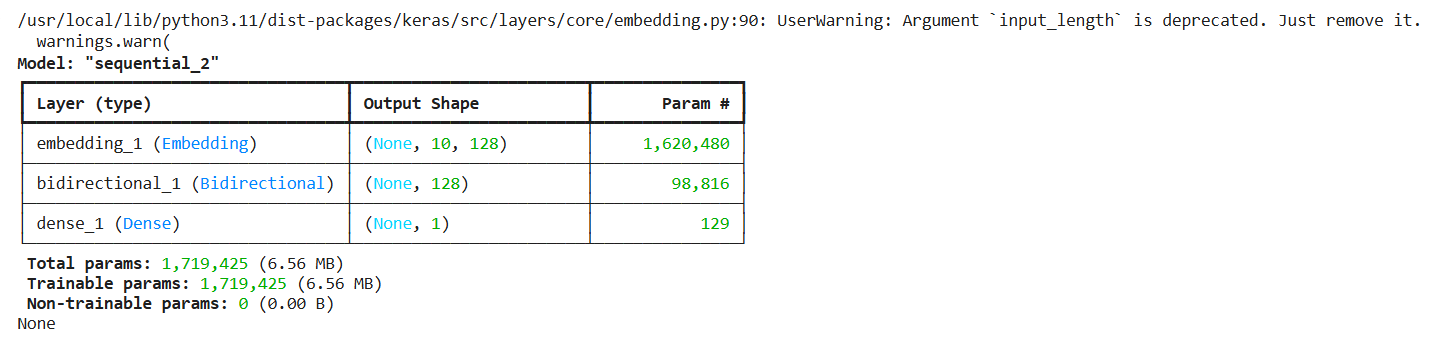 /usr/local/lib/python3.11/dist-packages/keras/src/layers/core/embedding.py:90: UserWarning: Argument `input_length` is deprecated. Just remove it.
  warnings.warn(
Model: "sequential_2"
Layer (type) Output Shape Param #
embedding_1 (Embedding) (None, 10, 128) 1,620,480
bidirectional_1 (Bidirectional) (None, 128) 98,816
dense_1 (Dense) (None, 1) 129
Total params: 1,719,425 (6.56 MB)
Trainable params: 1,719,425 (6.56 MB)
Non-trainable params: 0 (0.00 B)
None